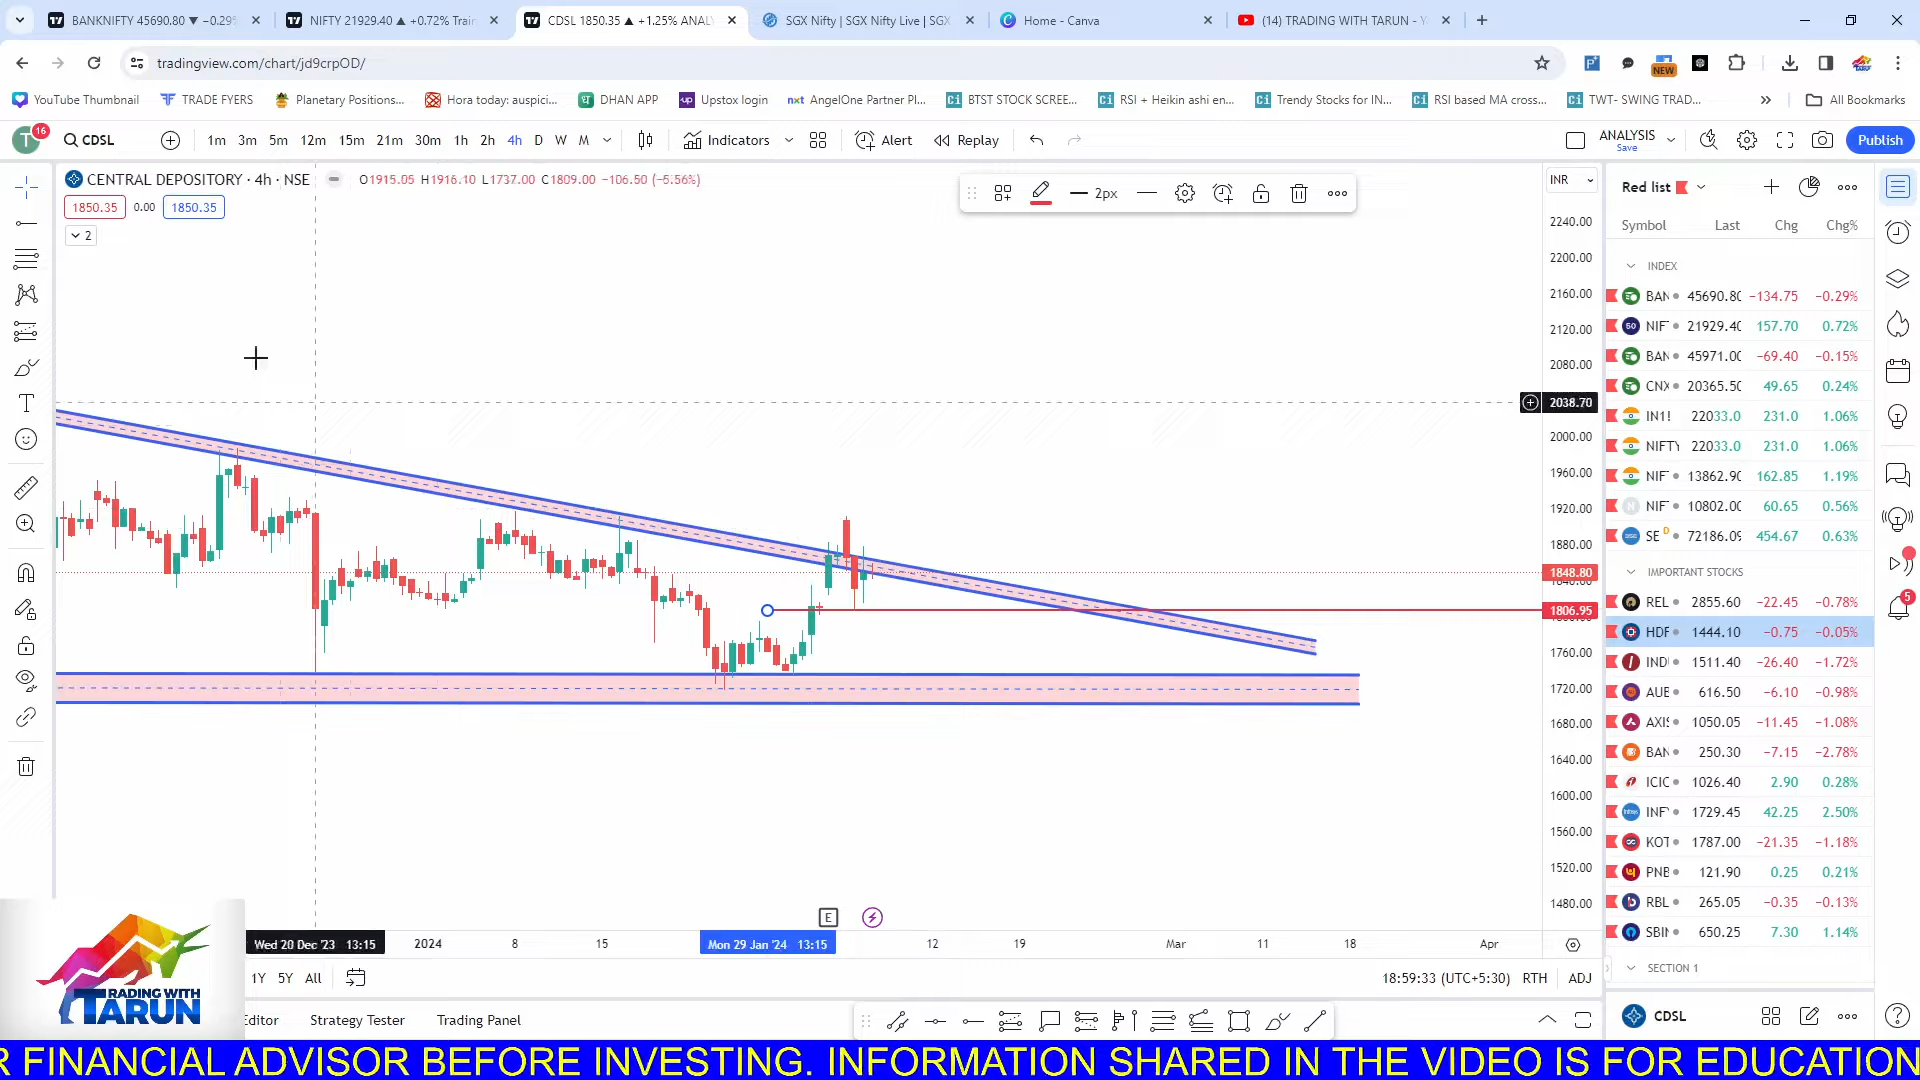 BANKNIFTY 45690.80 ▼ −0.29%
NIFTY 21929.40 ▲ +0.72% Train
CDSL 1850.35 ▲ +1.25% ANALY
SGX Nifty | SGX Nifty Live | SGX
Home - Canva
(14) TRADING WITH TARUN - Y
tradingview.com/chart/jd9crpOD/
NEW
YouTube Thumbnail
TRADE FYERS
Planetary Positions...
Hora today: auspici...
DHAN APP
Upstox login
AngelOne Partner Pl...
BTST STOCK SCREE...
RSI + Heikin ashi en...
Trendy Stocks for IN...
RSI based MA cross...
TWT- SWING TRAD...
All Bookmarks
T 16 CDSL 1m 3m 5m 12m 15m 21m 30m 1h 2h 4h D W M Indicators Alert Replay ANALYSIS Save Publish
CENTRAL DEPOSITORY · 4h · NSE O1915.05 H1916.10 L1737.00 C1809.00 −106.50 (−5.56%)
1850.35 0.00 1850.35
2
2px
INR
2240.00
2200.00
2160.00
2120.00
2080.00
2038.70
2000.00
1960.00
1920.00
1880.00
1848.80
1806.95
1760.00
1720.00
1680.00
1640.00
1600.00
1560.00
1520.00
1480.00
Red list
Symbol Last Chg Chg%
INDEX
BAN 45690.80 −134.75 −0.29%
NIF 21929.40 157.70 0.72%
BAN 45971.00 −69.40 −0.15%
CNX 20365.50 49.65 0.24%
IN1! 22033.0 231.0 1.06%
NIFTY 22033.0 231.0 1.06%
NIF 13862.90 162.85 1.19%
NIF 10802.00 60.65 0.56%
SE D 72186.09 454.67 0.63%
IMPORTANT STOCKS
REL 2855.60 −22.45 −0.78%
HDF 1444.10 −0.75 −0.05%
IND 1511.40 −26.40 −1.72%
AUB 616.50 −6.10 −0.98%
AXIS 1050.05 −11.45 −1.08%
BAN 250.30 −7.15 −2.78%
ICIC 1026.40 2.90 0.28%
INFY 1729.45 42.25 2.50%
KOT 1787.00 −21.35 −1.18%
PNB 121.90 0.25 0.21%
RBL 265.05 −0.35 −0.13%
SBIN 650.25 7.30 1.14%
SECTION 1
CDSL
5
E
Wed 20 Dec '23 13:15 2024 8 15 Mon 29 Jan '24 13:15 12 19 Mar 11 18 Apr
1Y 5Y All 18:59:33 (UTC+5:30) RTH ADJ
Editor Strategy Tester Trading Panel
TRADING WITH
TARUN
R FINANCIAL ADVISOR BEFORE INVESTING. INFORMATION SHARED IN THE VIDEO IS FOR EDUCATION